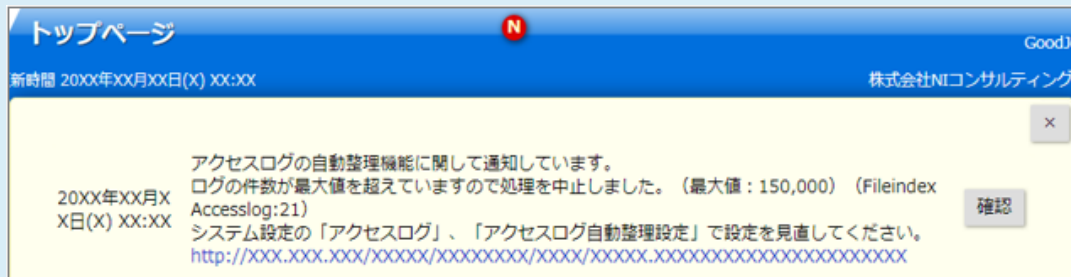 トップページ
N
GoodJ
新時間 20XX年XX月XX日(X) XX:XX
株式会社NIコンサルティング
×
アクセスログの自動整理機能に関して通知しています。
ログの件数が最大値を超えていますので処理を中止しました。（最大値：150,000）（Fileindex
20XX年XX月X
X日(X) XX:XX
Accesslog:21）
確認
システム設定の「アクセスログ」、「アクセスログ自動整理設定」で設定を見直してください。
http://XXX.XXX.XXX/XXXXX/XXXXXXXX/XXXX/XXXXX.XXXXXXXXXXXXXXXXXXXXXX